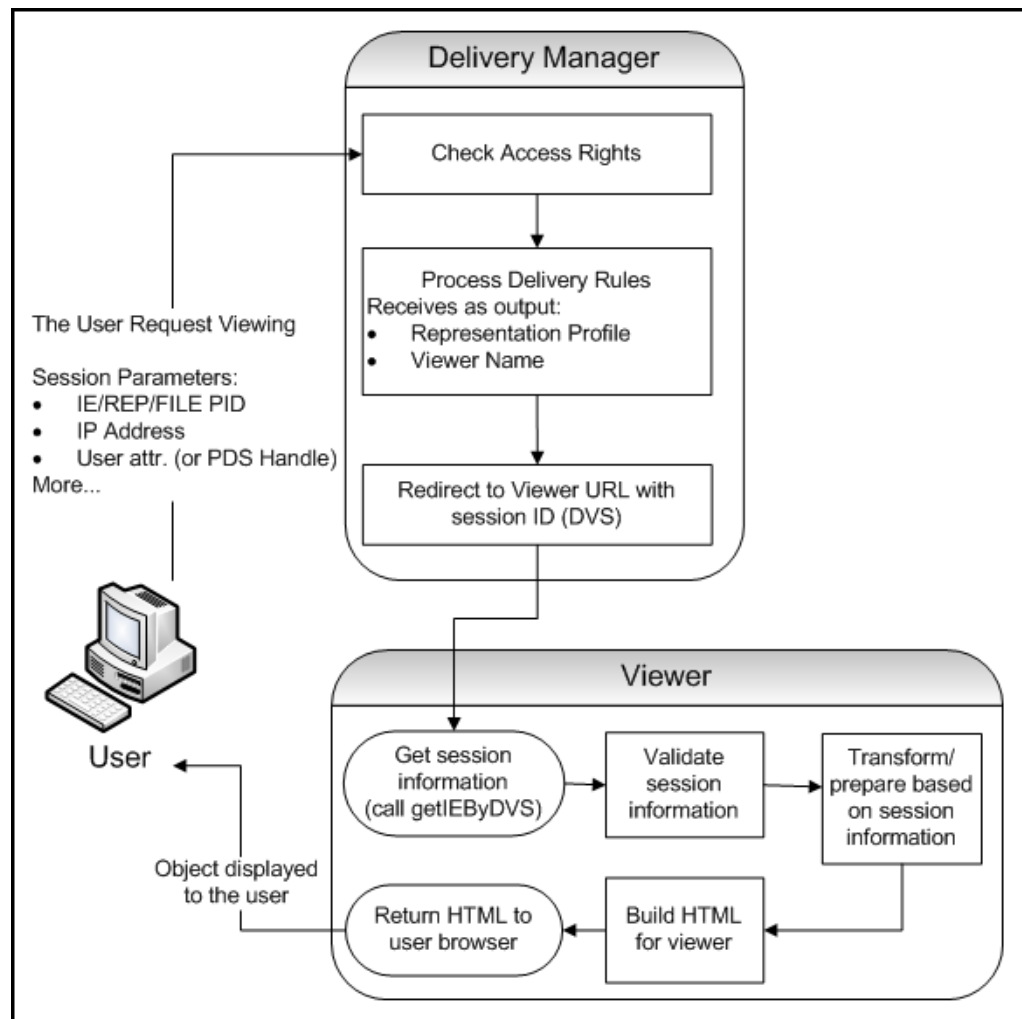 Delivery Manager
Check Access Rights
Process Delivery Rules
Receives as output:
• Representation Profile
• Viewer Name
Redirect to Viewer URL with
session ID (DVS)
The User Request Viewing
Session Parameters:
• IE/REP/FILE PID
• IP Address
• User attr. (or PDS Handle)
More...
User
Viewer
Get session
information
(call getIEByDVS)
Validate
session
information
Transform/
prepare based
on session
information
Build HTML
for viewer
Return HTML to
user browser
Object displayed
to the user